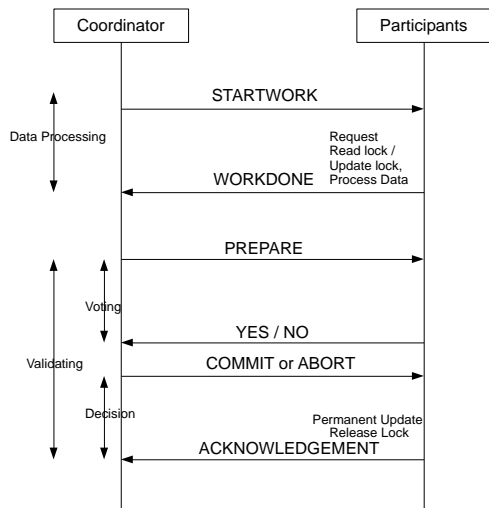 Coordinator
Participants
STARTWORK
Data Processing
Request
Read lock /
Update lock,
Process Data
WORKDONE
PREPARE
Voting
YES / NO
Validating
COMMIT or ABORT
Decision
Permanent Update
Release Lock
ACKNOWLEDGEMENT